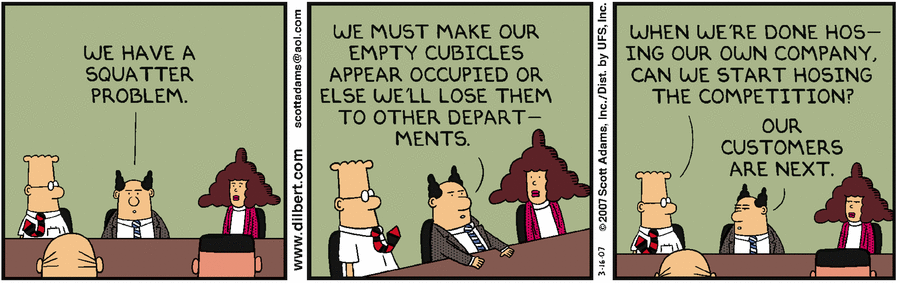 WE HAVE A
SQUATTER
PROBLEM.
www.dilbert.com
scottadams@aol.com
WE MUST MAKE OUR
EMPTY CUBICLES
APPEAR OCCUPIED OR
ELSE WE'LL LOSE THEM
TO OTHER DEPART-
MENTS.
3-16-07
©2007 Scott Adams, Inc./Dist. by UFS, Inc.
WHEN WE'RE DONE HOS-
ING OUR OWN COMPANY,
CAN WE START HOSING
THE COMPETITION?
OUR
CUSTOMERS
ARE NEXT.